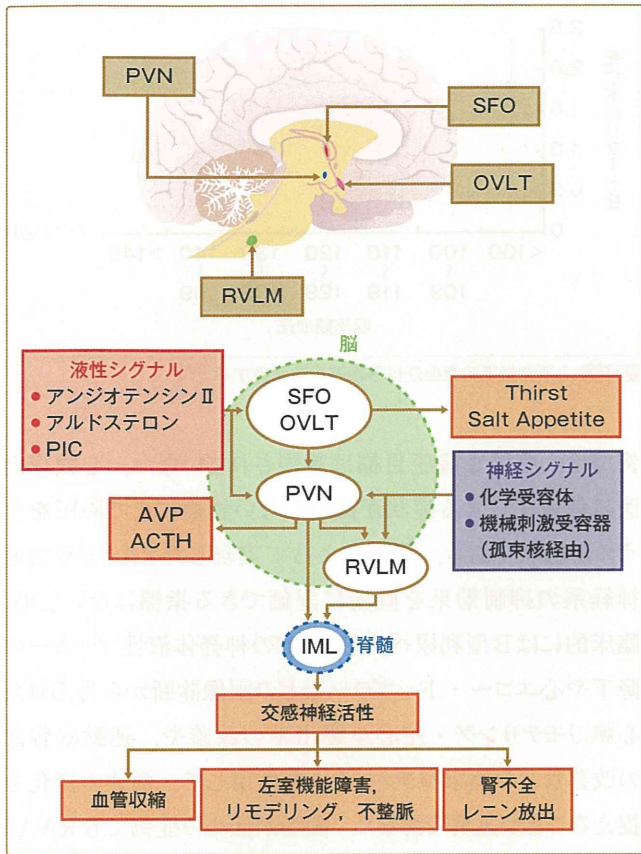 PVN
SFO
OVLT
RVLM
脳
液性シグナル
● アンジオテンシンⅡ
● アルドステロン
● PIC
SFO
OVLT
Thirst
Salt Appetite
PVN
神経シグナル
● 化学受容体
● 機械刺激受容器
(孤束核経由)
AVP
ACTH
RVLM
IML
脊髄
交感神経活性
血管収縮
左室機能障害,
リモデリング, 不整脈
腎不全
レニン放出